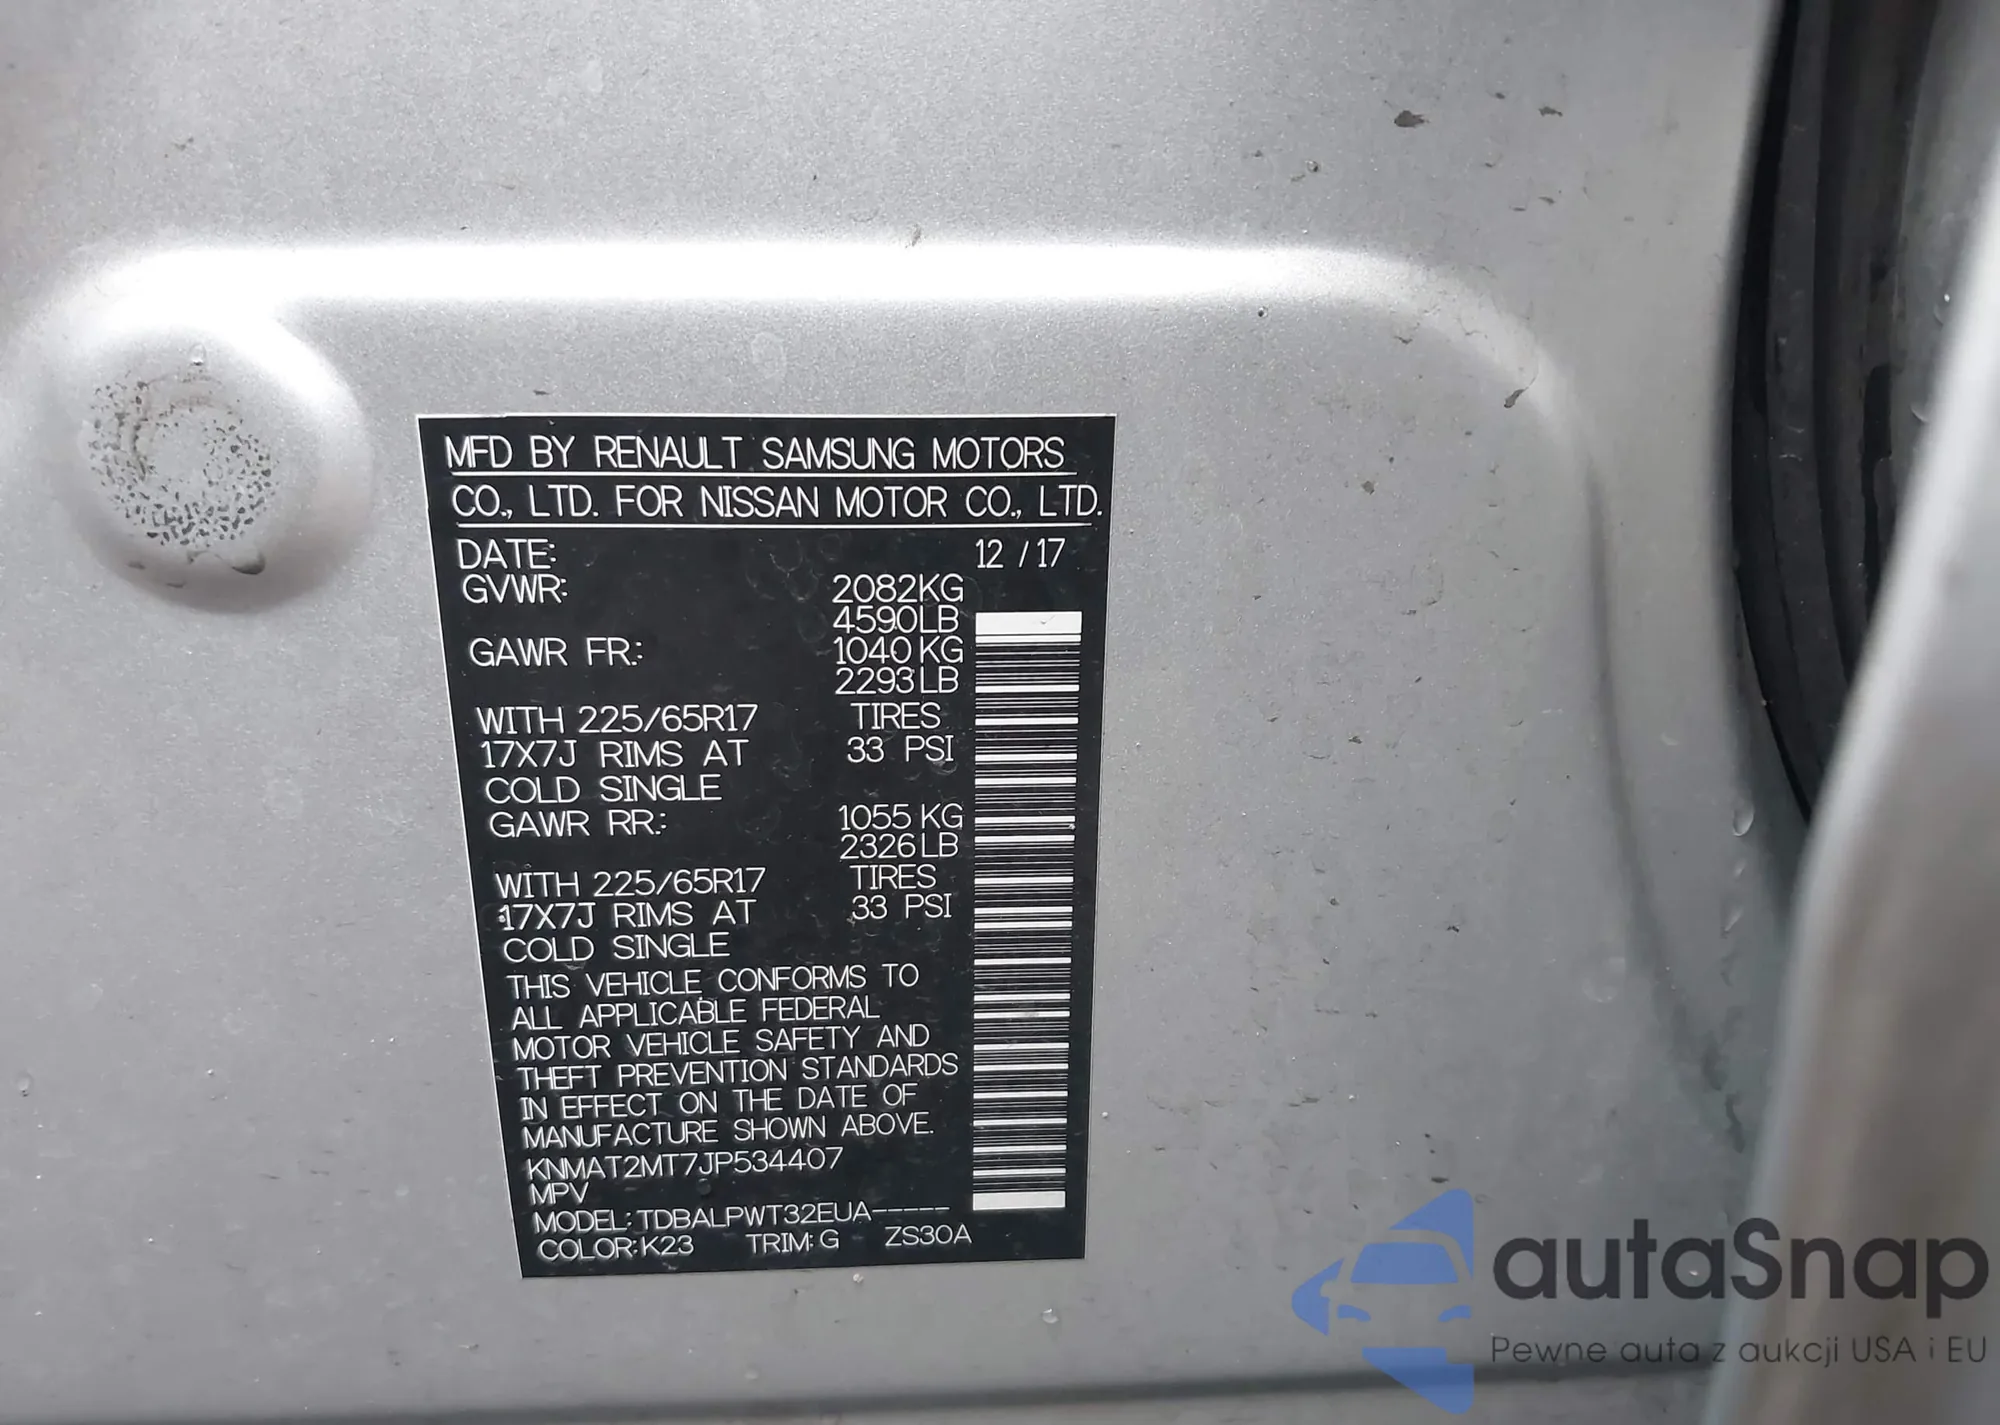 MFD BY RENAULT SAMSUNG MOTORS
CO., LTD. FOR NISSAN MOTOR CO., LTD.
DATE: 12 / 17
GVWR: 2082KG
4590LB
GAWR FR.: 1040 KG
2293LB
WITH 225/65R17 TIRES
17X7J RIMS AT 33 PSI
COLD SINGLE
GAWR RR.: 1055 KG
2326LB
WITH 225/65R17 TIRES
17X7J RIMS AT 33 PSI
COLD SINGLE
THIS VEHICLE CONFORMS TO
ALL APPLICABLE FEDERAL
MOTOR VEHICLE SAFETY AND
THEFT PREVENTION STANDARDS
IN EFFECT ON THE DATE OF
MANUFACTURE SHOWN ABOVE.
KNMAT2MT7JP534407
MPV
MODEL: TDBALPWT32EUA-----
COLOR: K23 TRIM: G ZS30A
autaSnap
Pewne auta z aukcji USA i EU